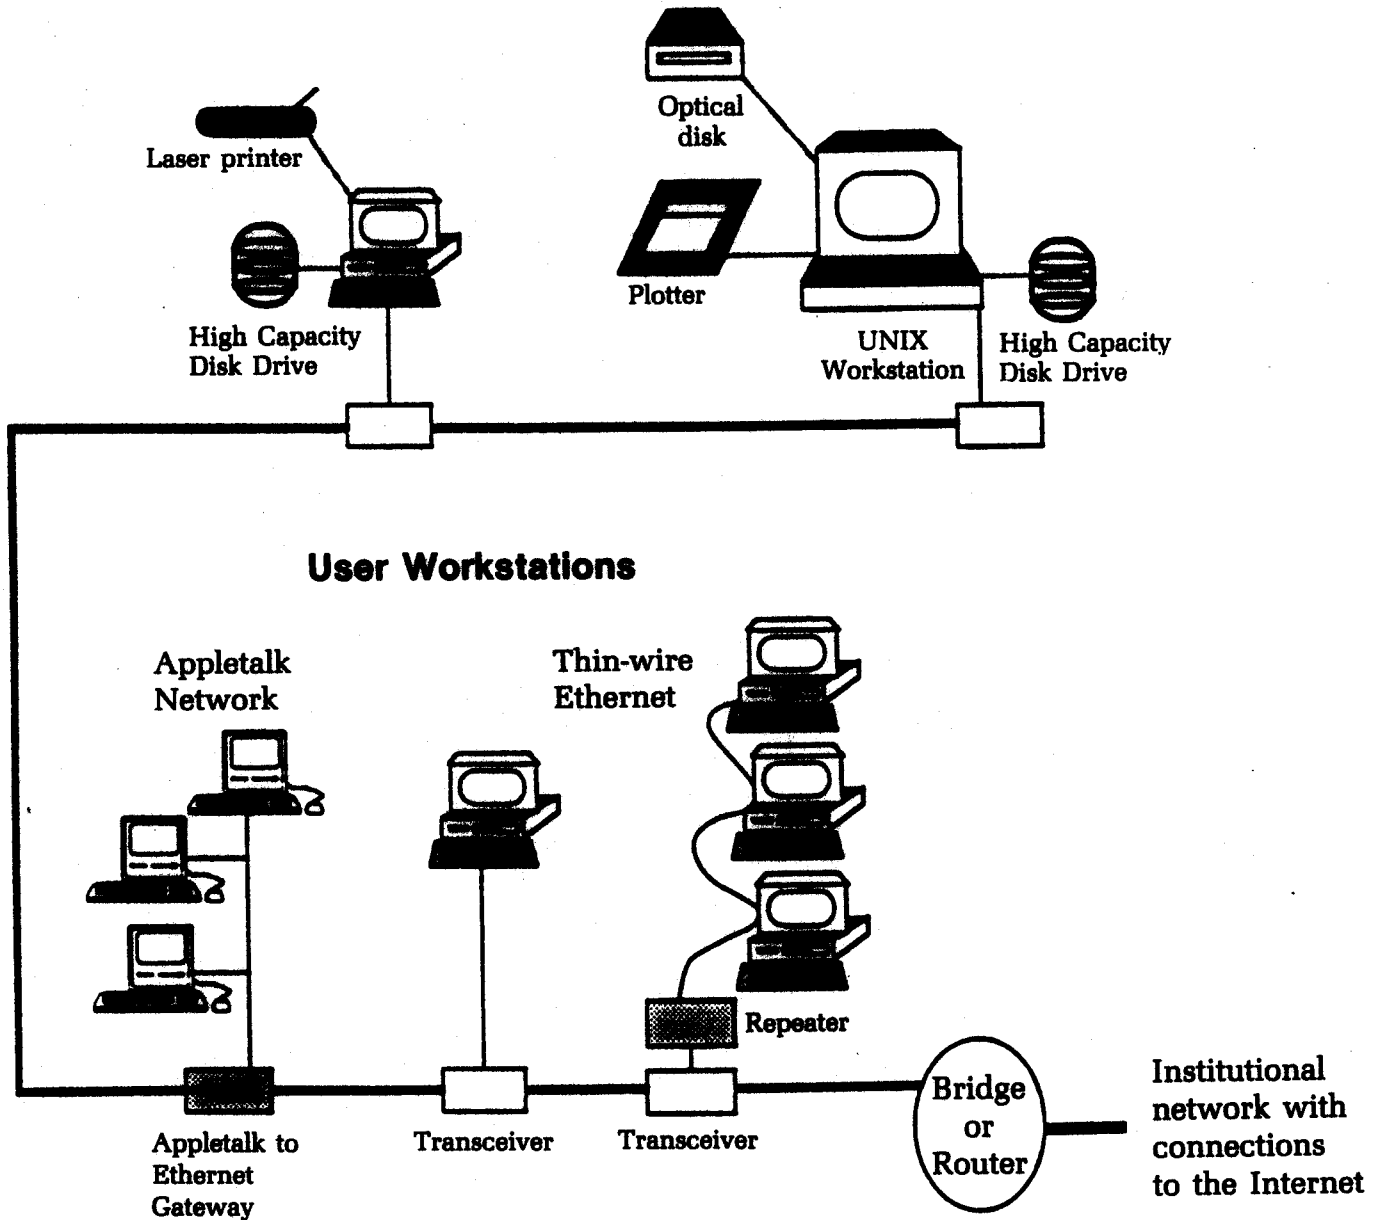 Optical
disk
Laser printer
Plotter
High Capacity
Disk Drive
UNIX
Workstation
High Capacity
Disk Drive
User Workstations
Appletalk
Network
Thin-wire
Ethernet
Repeater
Bridge
or
Router
Institutional
network with
connections
to the Internet
Appletalk to
Ethernet
Gateway
Transceiver
Transceiver